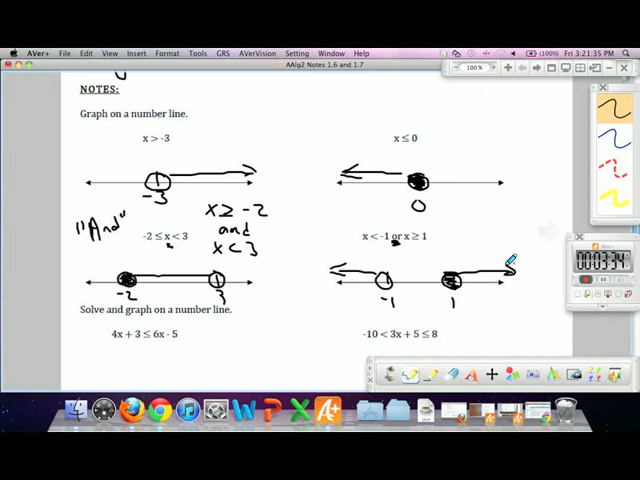 AVer+ File Edit Format Tools GRS AVerVision Setting Window Help (100%) Fri 3:21:35 PM
AAlg2 Notes 1.6 and 1.7
100%
NOTES:
Graph on a number line.
x > -3
x ≤ 0
-3
0
"And"
x ≥ -2
and
x < 3
-2 ≤ x < 3
x < -1 or x ≥ 1
-2 3
-1 1
Solve and graph on a number line.
4x + 3 ≤ 6x - 5
-10 < 3x + 5 ≤ 8